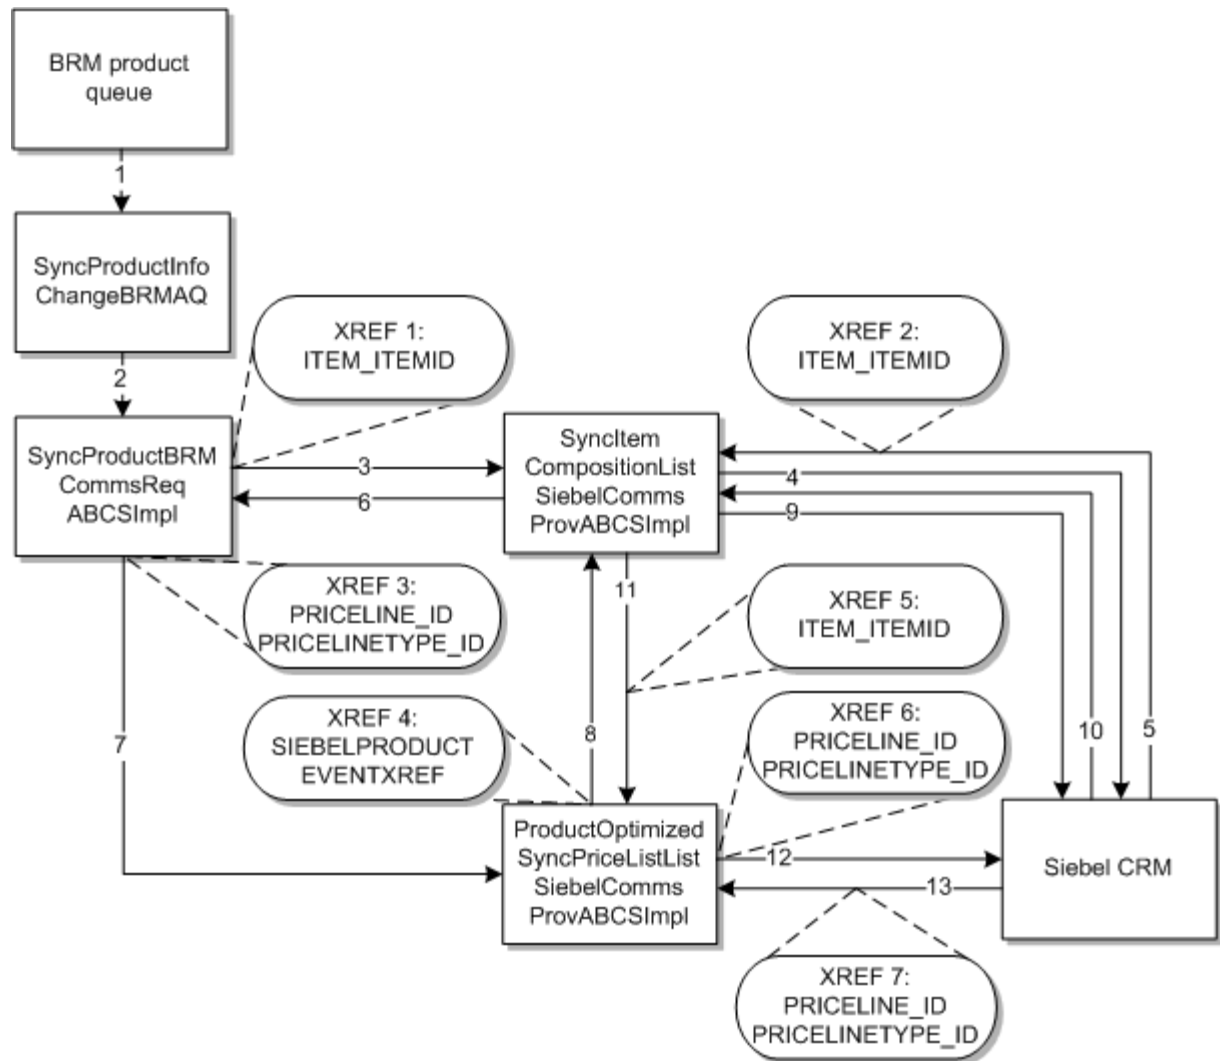 BRM product
queue
1
SyncProductInfo
ChangeBRMAQ
2
XREF 1:
ITEM_ITEMID
XREF 2:
ITEM_ITEMID
SyncProductBRM
CommsReq
ABCSImpl
3
6
SyncItem
CompositionList
SiebelComms
ProvABCSImpl
4
9
XREF 3:
PRICELINE_ID
PRICELINETYPE_ID
11
XREF 5:
ITEM_ITEMID
7
XREF 4:
SIEBELPRODUCT
EVENTXREF
8
XREF 6:
PRICELINE_ID
PRICELINETYPE_ID
10
5
ProductOptimized
SyncPriceListList
SiebelComms
ProvABCSImpl
12
13
Siebel CRM
XREF 7:
PRICELINE_ID
PRICELINETYPE_ID